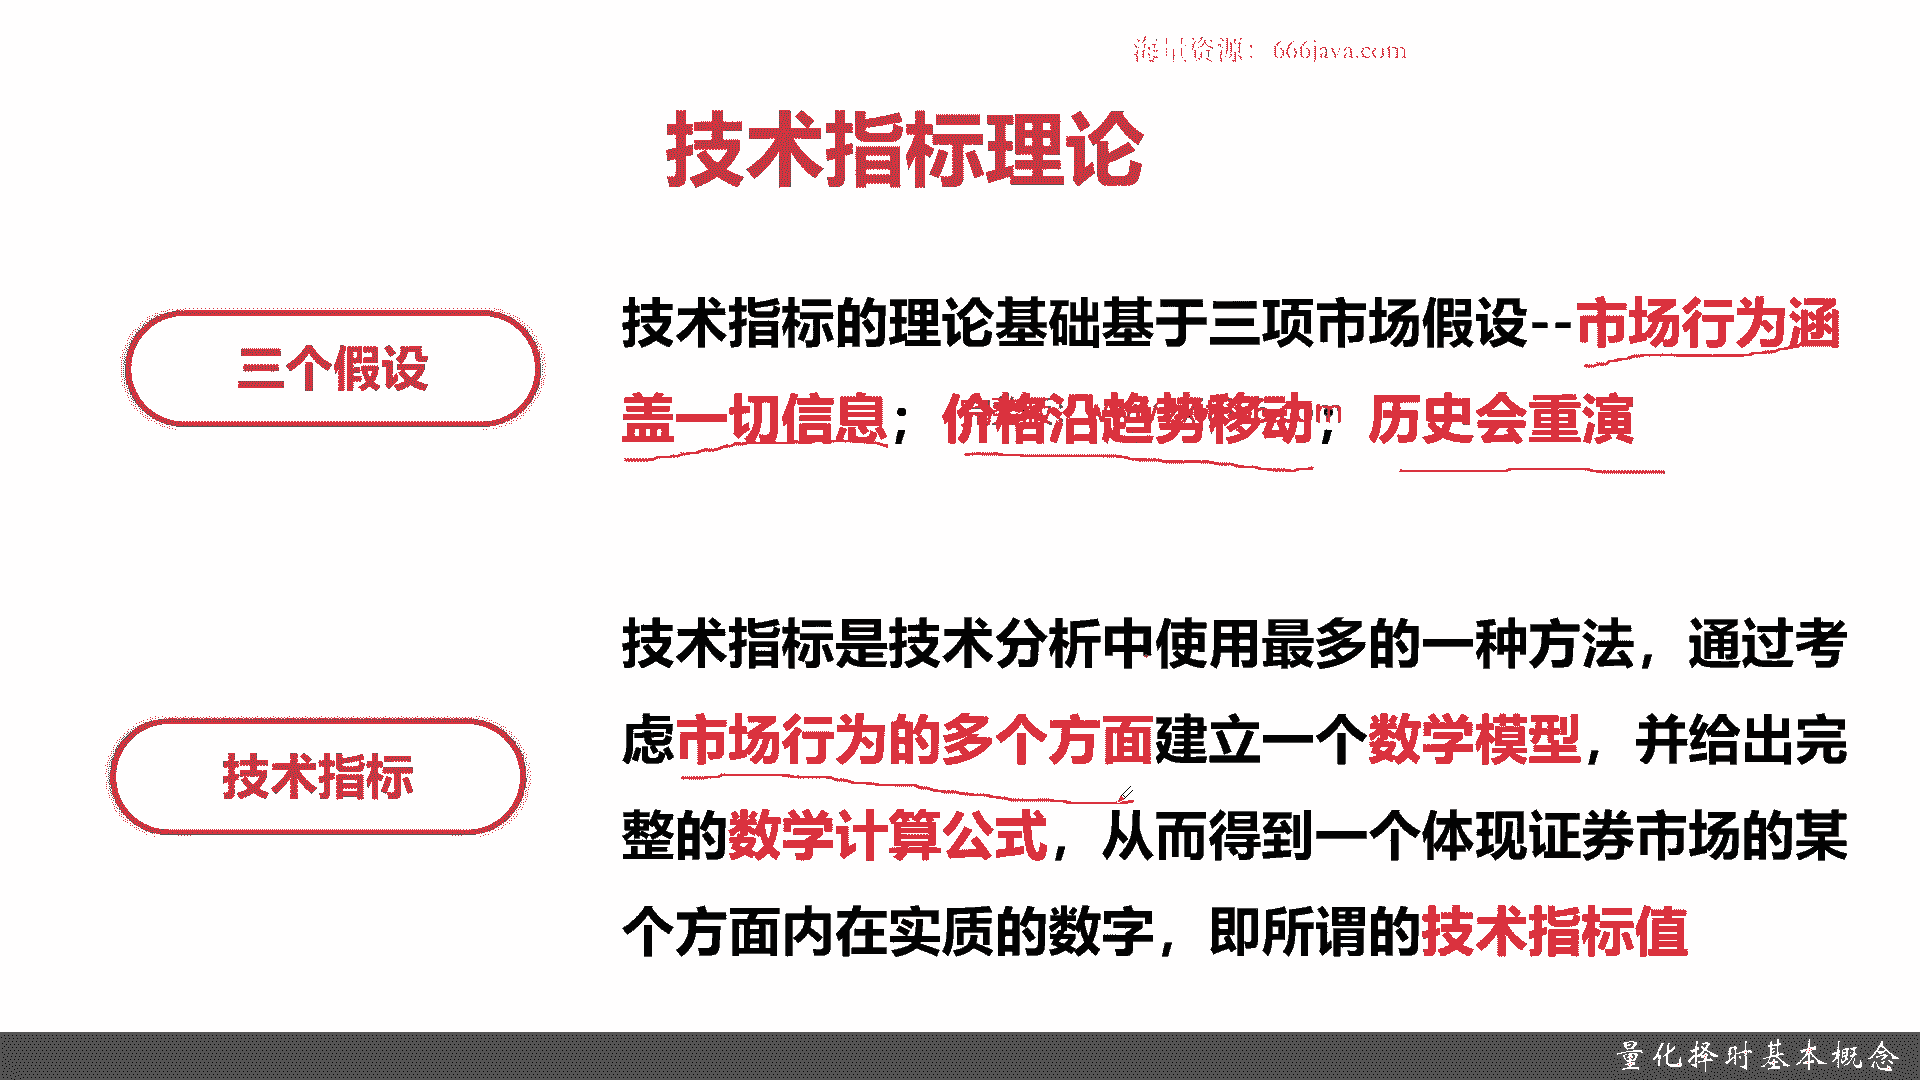 海量资源：666java.com
技术指标理论
三个假设
技术指标的理论基础基于三项市场假设--市场行为涵
盖一切信息；价格沿趋势移动；历史会重演
技术指标
技术指标是技术分析中使用最多的一种方法，通过考
虑市场行为的多个方面建立一个数学模型，并给出完
整的数学计算公式，从而得到一个体现证券市场的某
个方面内在实质的数字，即所谓的技术指标值
量化择时基本概念